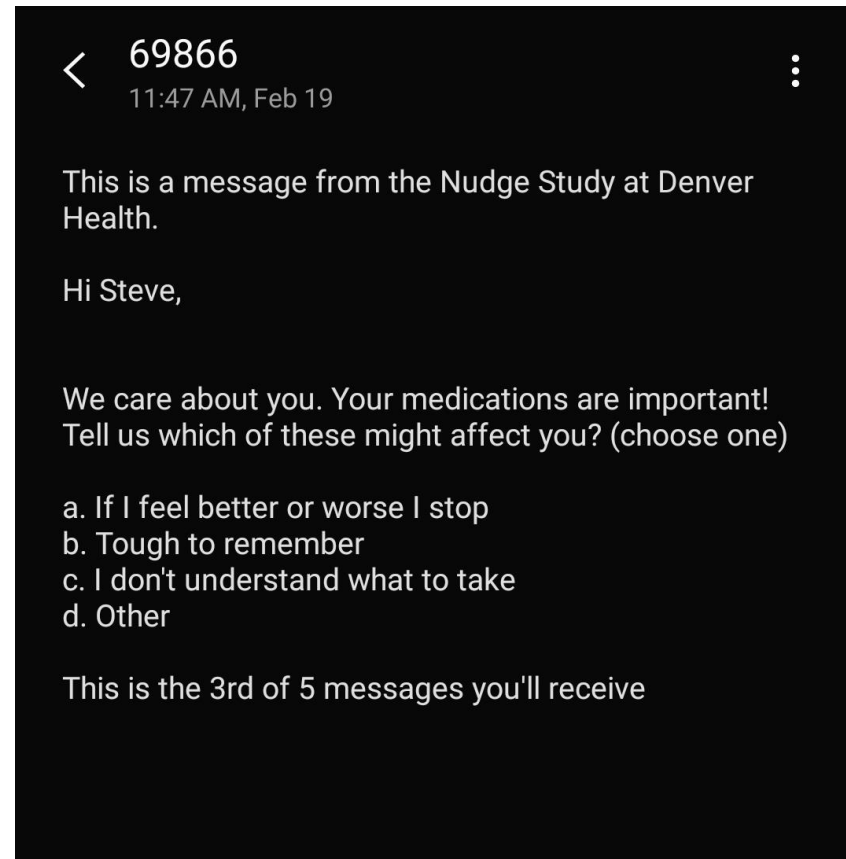 69866
11:47 AM, Feb 19
This is a message from the Nudge Study at Denver
Health.
Hi Steve,
We care about you. Your medications are important!
Tell us which of these might affect you? (choose one)
a. If I feel better or worse I stop
b. Tough to remember
c. I don't understand what to take
d. Other
This is the 3rd of 5 messages you'll receive